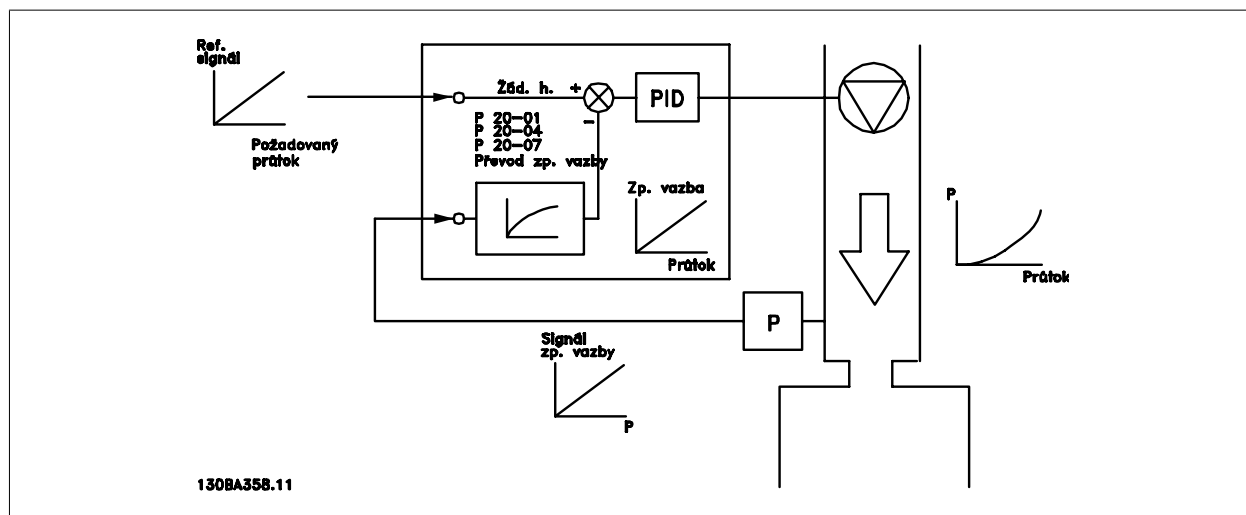 Ref.
signál
Požadovaný
průtok
Žád. h.
+
-
P 20-01
P 20-04
P 20-07
Převod zp. vazby
PID
Zp. vazba
Průtok
P
Průtok
P
Signál
zp. vazby
P
130BA358.11